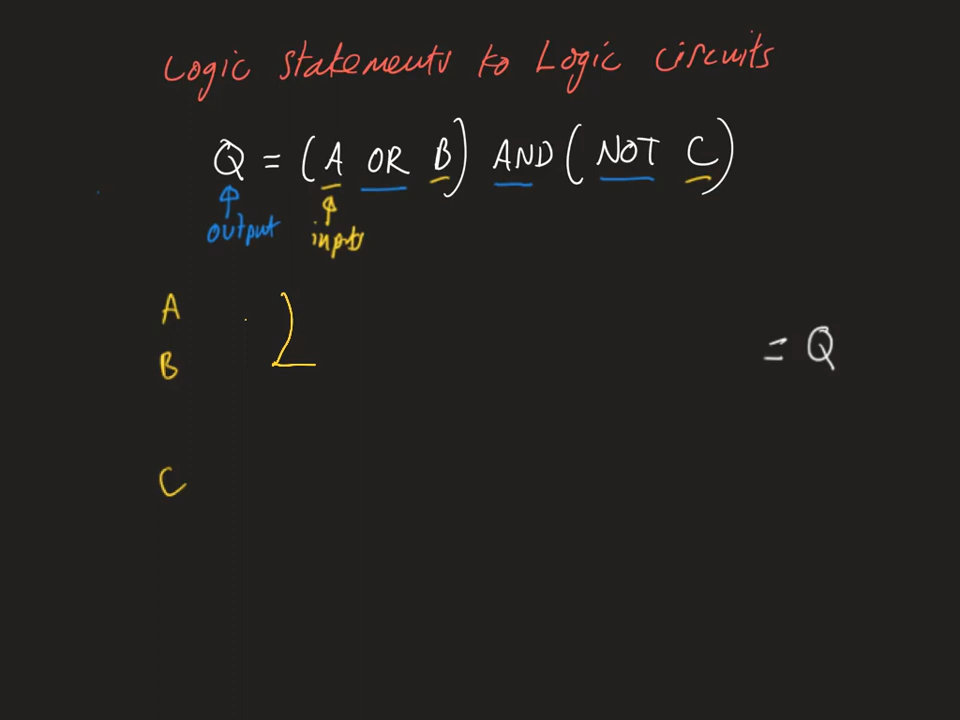 Logic Statements to Logic Circuits
Q = (A OR B) AND (NOT C)
output inputs
A
B
= Q
C